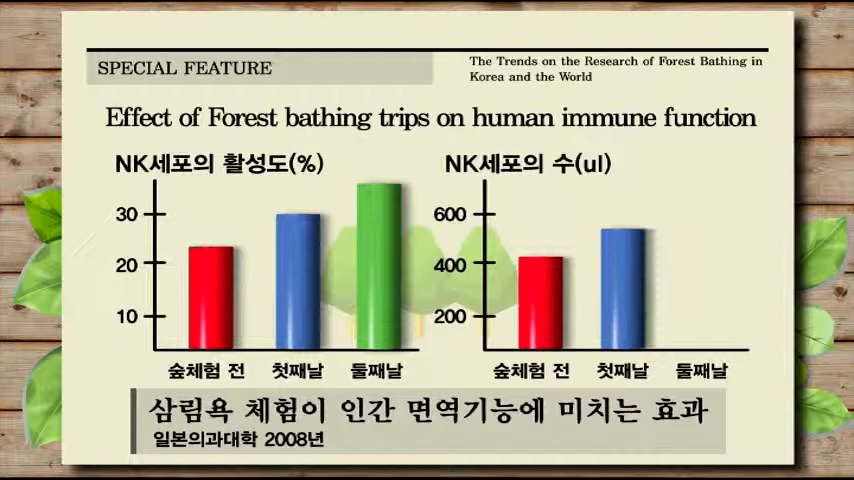 SPECIAL FEATURE
The Trends on the Research of Forest Bathing in
Korea and the World
Effect of Forest bathing trips on human immune function
NK세포의 활성도(%)
30
20
10
숲체험 전 첫째날 둘째날
NK세포의 수(ul)
600
400
200
숲체험 전 첫째날 둘째날
삼림욕 체험이 인간 면역기능에 미치는 효과
일본의과대학 2008년